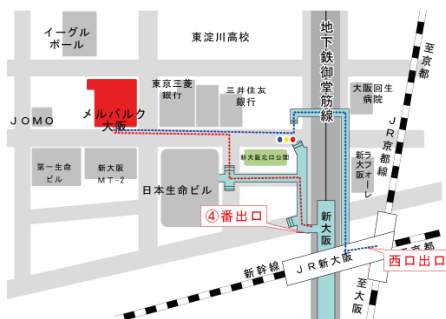 イーグル
ボール
東淀川高校
地下鉄御堂筋線
至京都
東京三菱
銀行
三井住友
銀行
大阪回生
病院
JOMO
メルパルク
大阪
JR京都線
第一生命
ビル
新大阪
MT-2
新大阪北口公園
新大阪
ラフォーレ
日本生命ビル
④番出口
新大阪
西口出口
至京都
新幹線
JR新大阪
至大阪